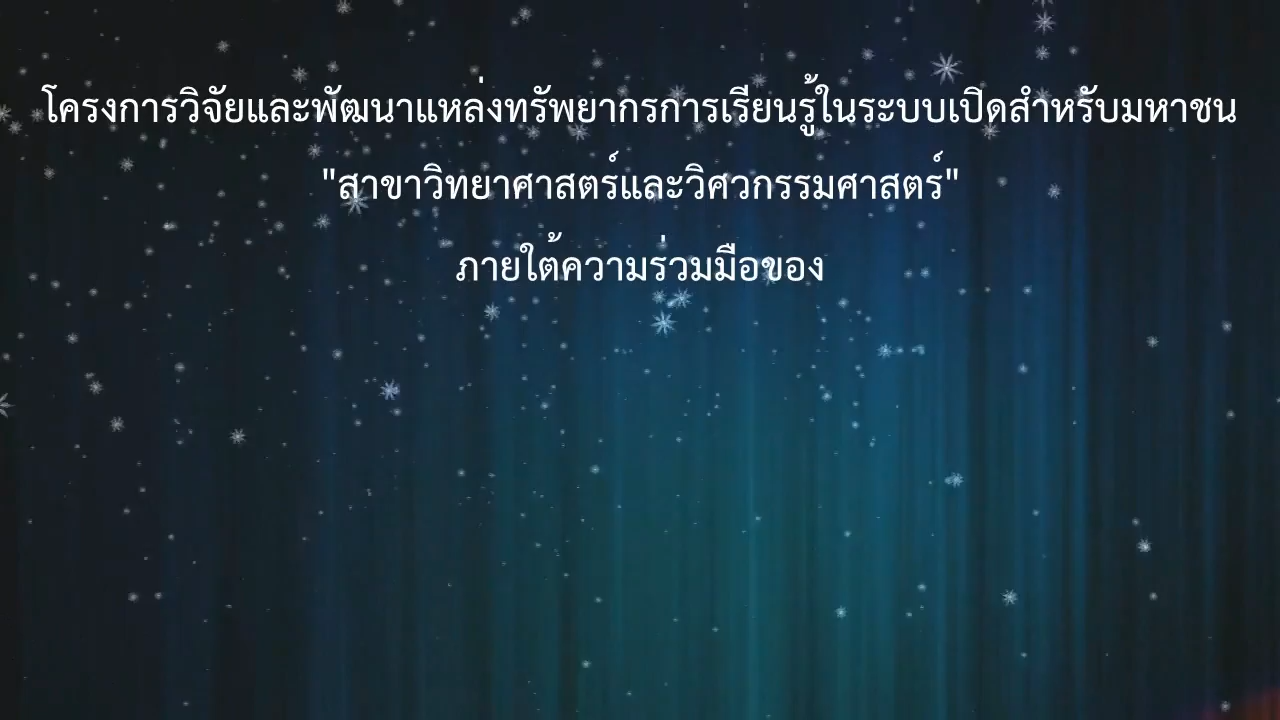 โครงการวิจัยและพัฒนาแหล่งทรัพยากรการเรียนรู้ในระบบเปิดสำหรับมหาชน
"สาขาวิทยาศาสตร์และวิศวกรรมศาสตร์"
ภายใต้ความร่วมมือของ